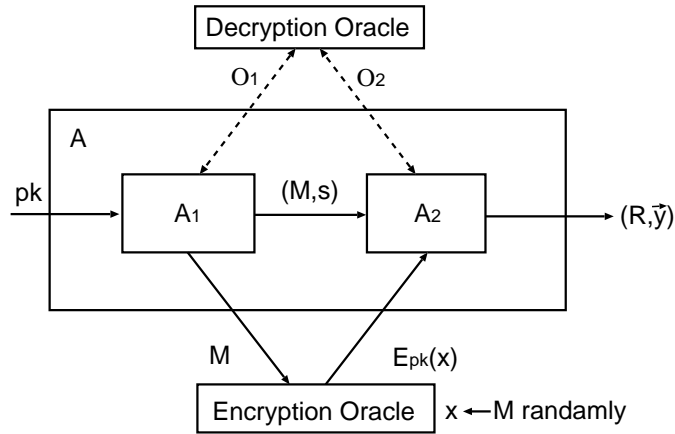 Decryption Oracle
O1
O2
A
pk
A1
(M,s)
A2
(R,y⃗)
M
Epk(x)
Encryption Oracle
x ← M randamly